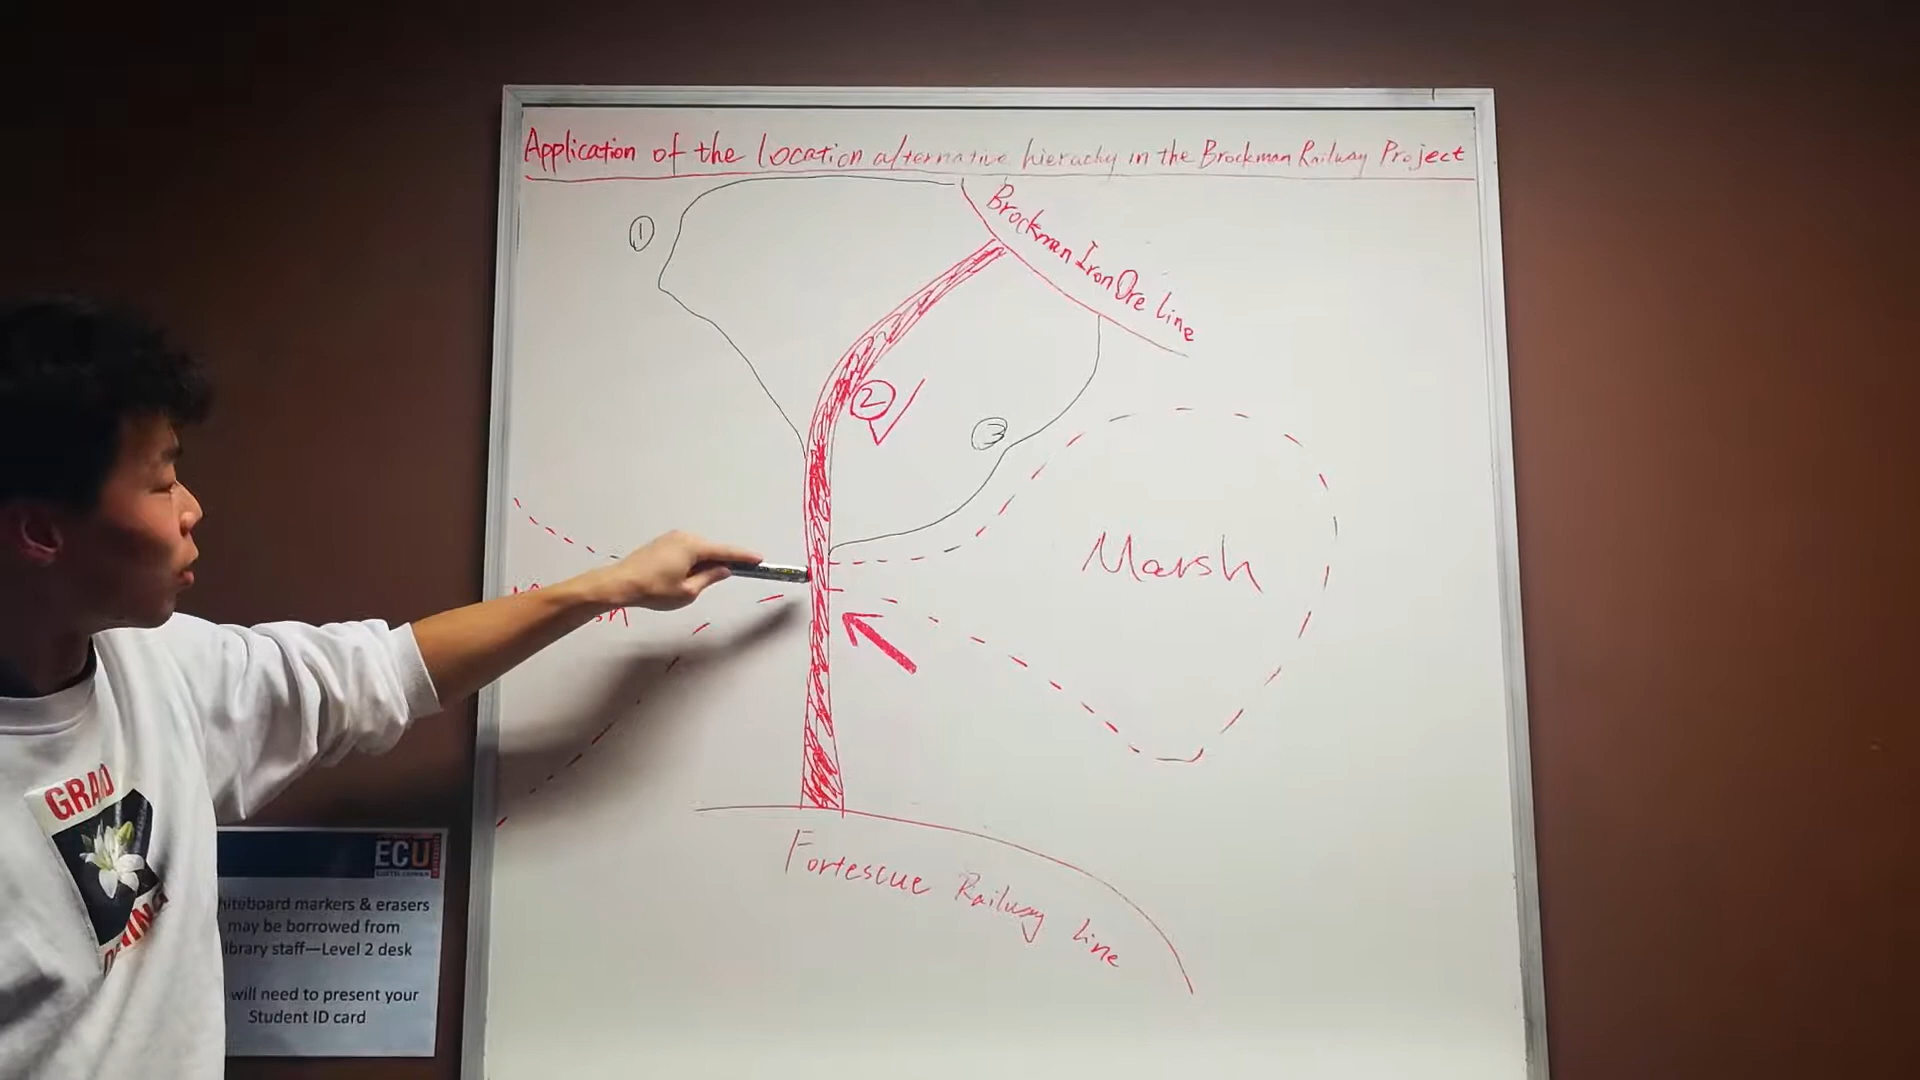 Application of the Location alternative hierachy in the Brockman Railway Project
1
Brockman Iron Ore Line
2
3
Marsh
Fortescue Railway Line
GRAND
ECU
whiteboard markers & erasers
may be borrowed from
library staff—Level 2 desk
will need to present your
Student ID card